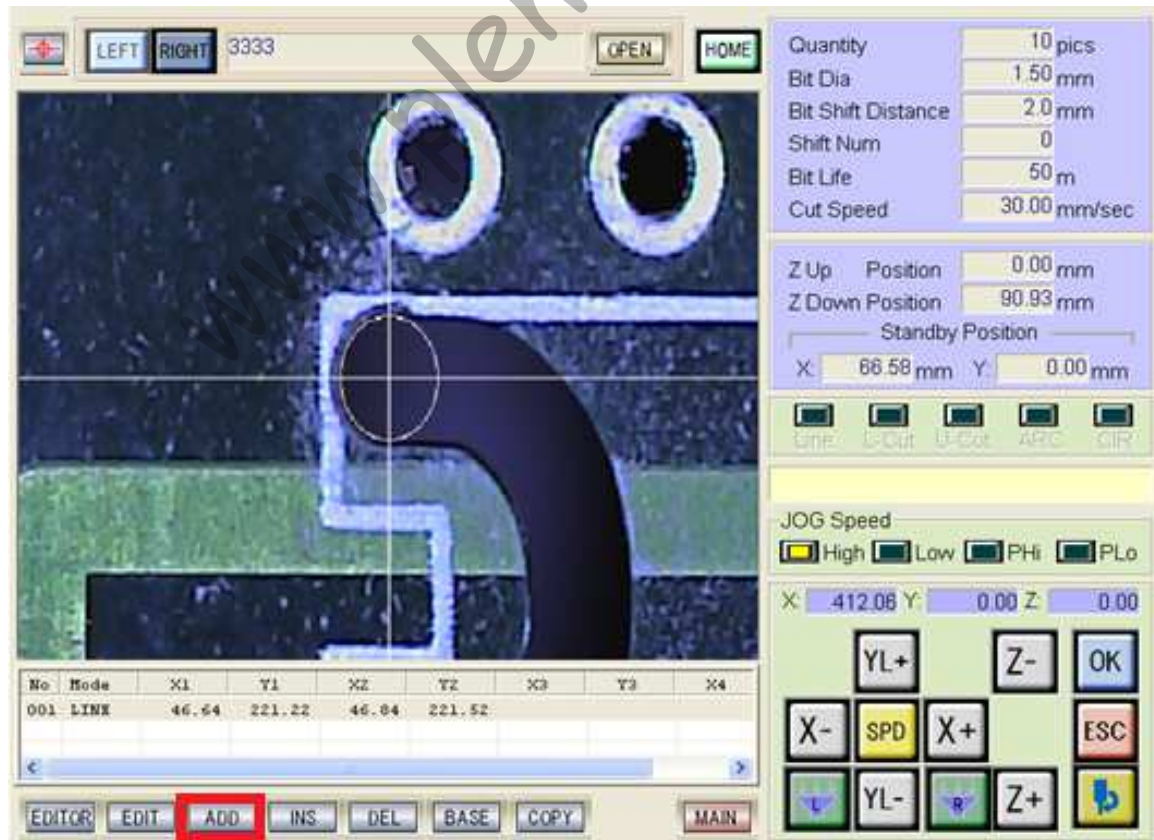 LEFT RIGHT 3333 OPEN HOME
Quantity 10 pics
Bit Dia 1.50 mm
Bit Shift Distance 2.0 mm
Shift Num 0
Bit Life 50 m
Cut Speed 30.00 mm/sec
Z Up Position 0.00 mm
Z Down Position 90.93 mm
Standby Position
X: 66.58 mm Y: 0.00 mm
Line L-Cut U-Cut ARC CIR
JOG Speed
High Low PHi PLo
X: 412.06 Y: 0.00 Z: 0.00
YL+ Z- OK
X- SPD X+ ESC
L YL- R Z+
No Mode X1 Y1 X2 Y2 X3 Y3 X4
001 LINE 46.64 221.22 46.84 221.52
EDITOR EDIT ADD INS DEL BASE COPY MAIN